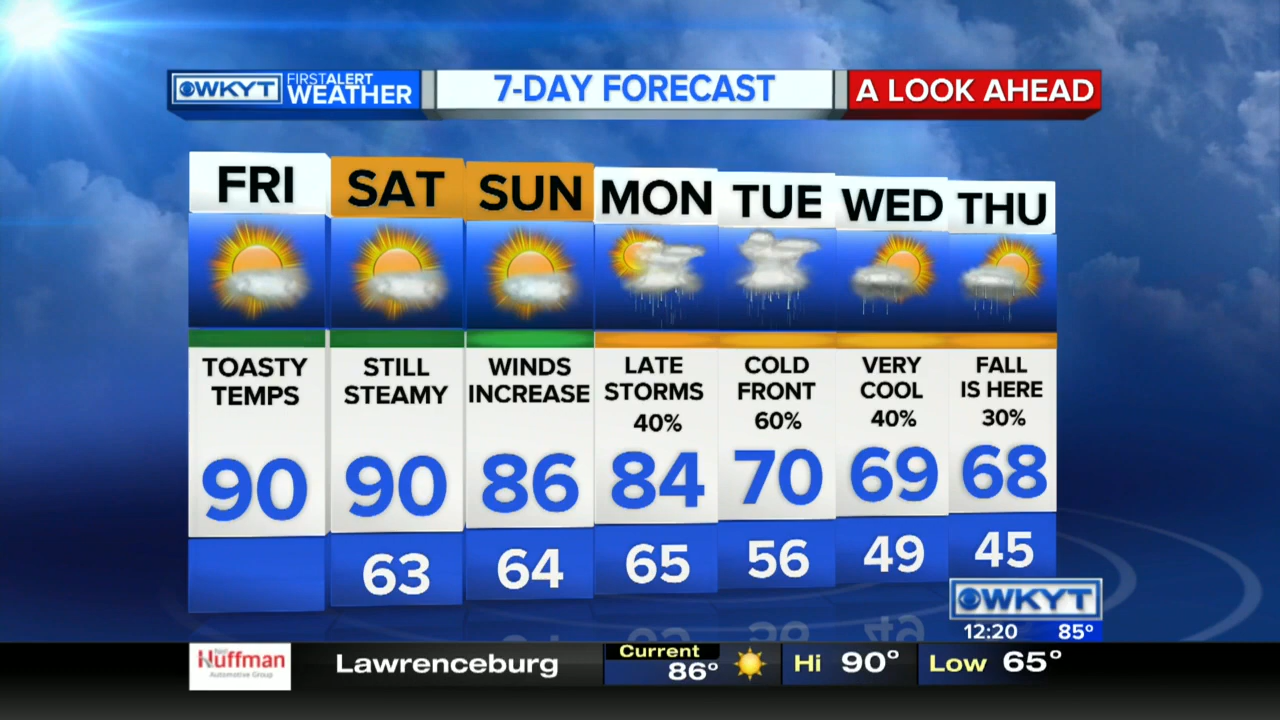 WKYT FIRST ALERT WEATHER 7-DAY FORECAST A LOOK AHEAD
FRI SAT SUN MON TUE WED THU
TOASTY TEMPS
STILL STEAMY
WINDS INCREASE
LATE STORMS 40%
COLD FRONT 60%
VERY COOL 40%
FALL IS HERE 30%
90 90 86 84 70 69 68
63 64 65 56 49 45
WKYT
12:20 85°
Huffman
Automotive Group
Lawrenceburg
Current 86° Hi 90° Low 65°